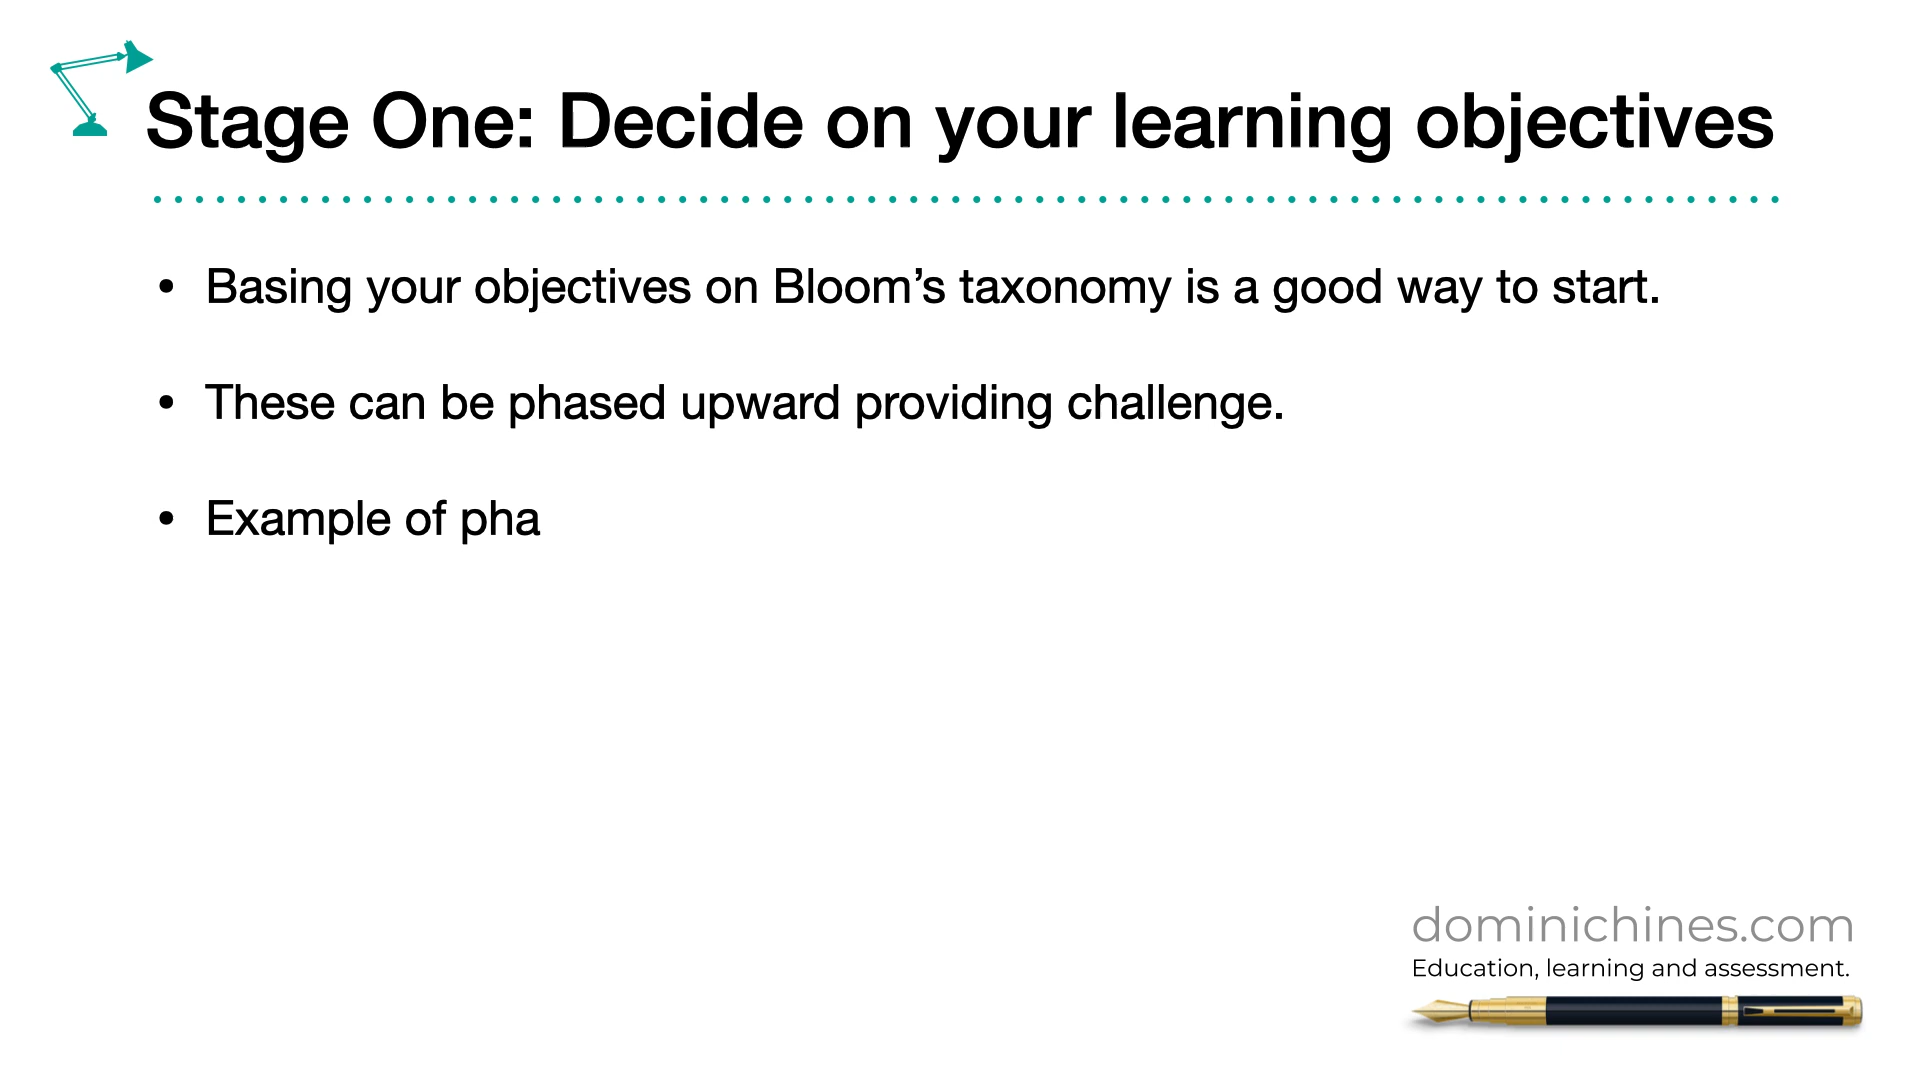 Stage One: Decide on your learning objectives
• Basing your objectives on Bloom’s taxonomy is a good way to start.
• These can be phased upward providing challenge.
• Example of pha
dominichines.com
Education, learning and assessment.